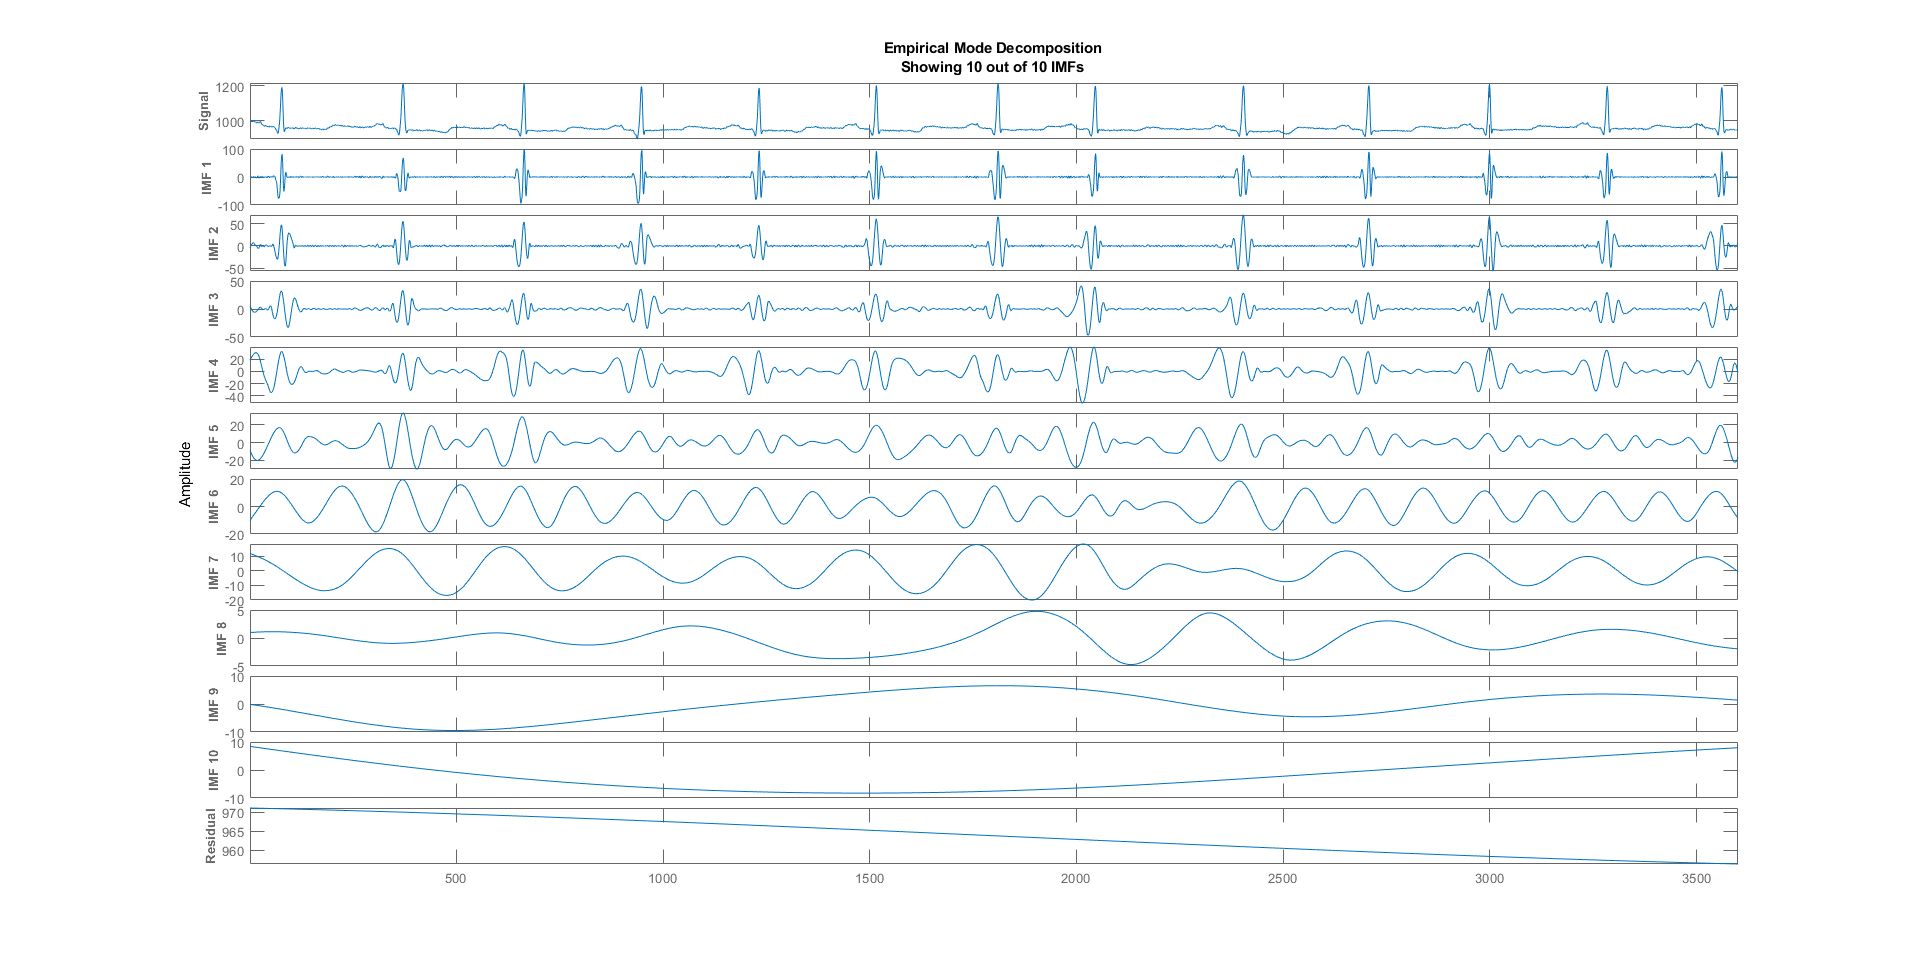 Empirical Mode Decomposition
Showing 10 out of 10 IMFs
Amplitude
Signal
1200
1000
IMF 1
100
0
-100
IMF 2
50
0
-50
IMF 3
50
0
-50
IMF 4
20
0
-20
-40
IMF 5
20
0
-20
IMF 6
20
0
-20
IMF 7
10
0
-10
-20
IMF 8
5
0
-5
IMF 9
10
0
-10
IMF 10
10
0
-10
Residual
970
965
960
500 1000 1500 2000 2500 3000 3500